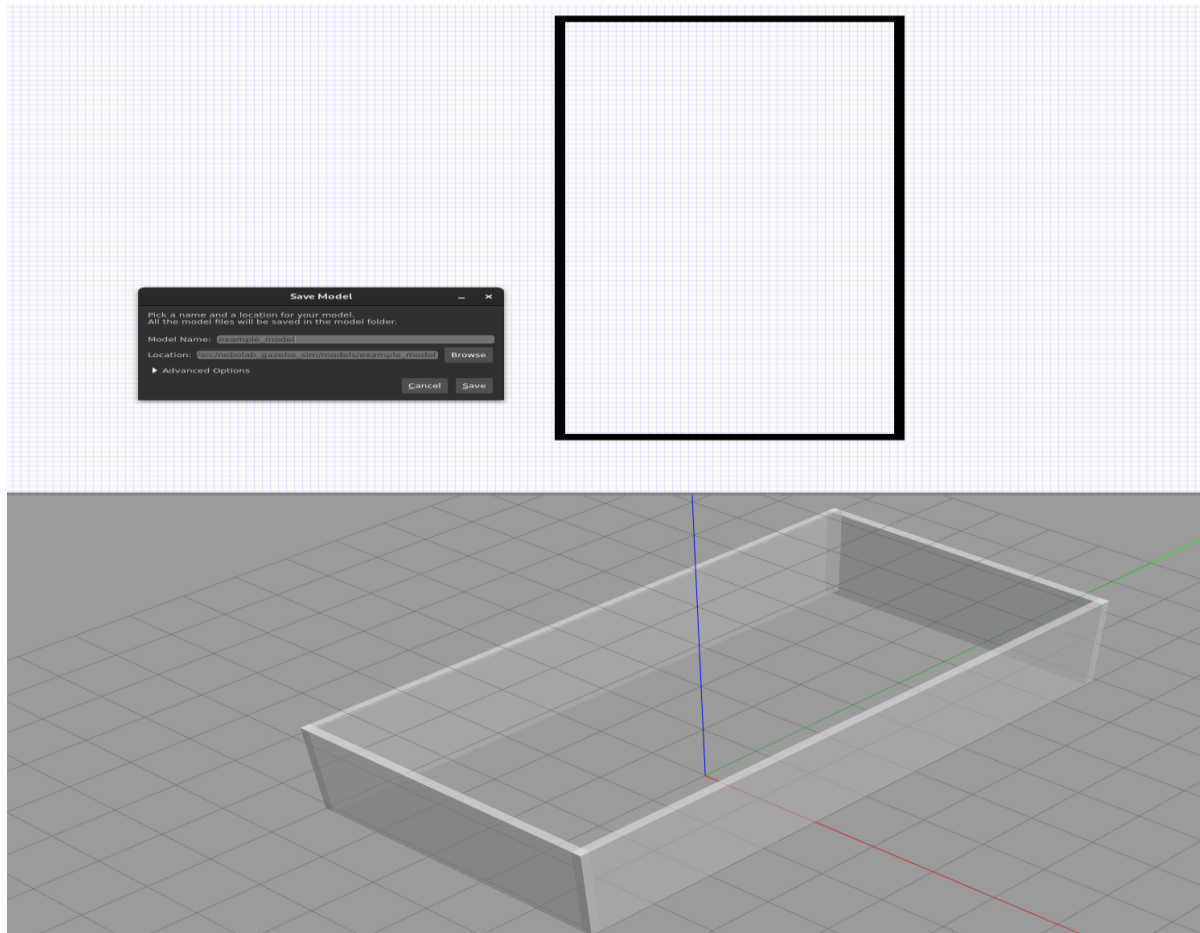 Save Model
Pick a name and a location for your model.
All the model files will be saved in the model folder.
Model Name: example_model
Location: /src/nebolab_gazebo_sim/models/example_model
Browse
Advanced Options
Cancel
Save